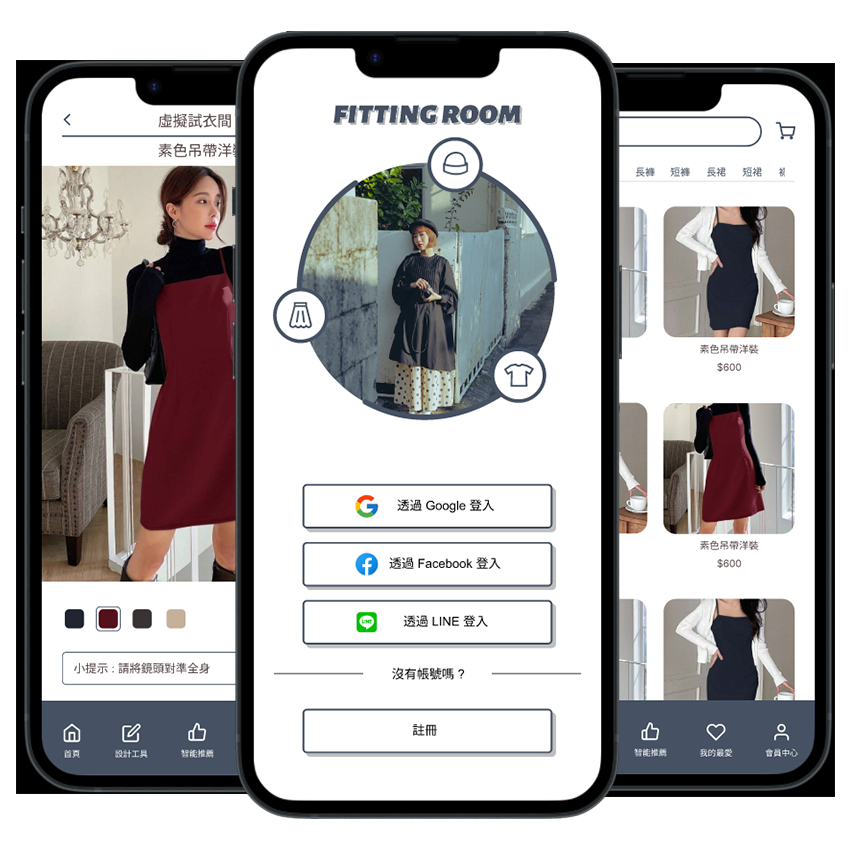 虛擬試衣間
素色吊帶洋
小提示 : 請將鏡頭對準全身
首頁
設計工具
智能推薦
FITTING ROOM
透過 Google 登入
透過 Facebook 登入
LINE
透過 LINE 登入
沒有帳號嗎 ?
註冊
長褲 短褲 長裙 短裙
素色吊帶洋裝
$600
素色吊帶洋裝
$600
智能推薦
我的最愛
會員中心